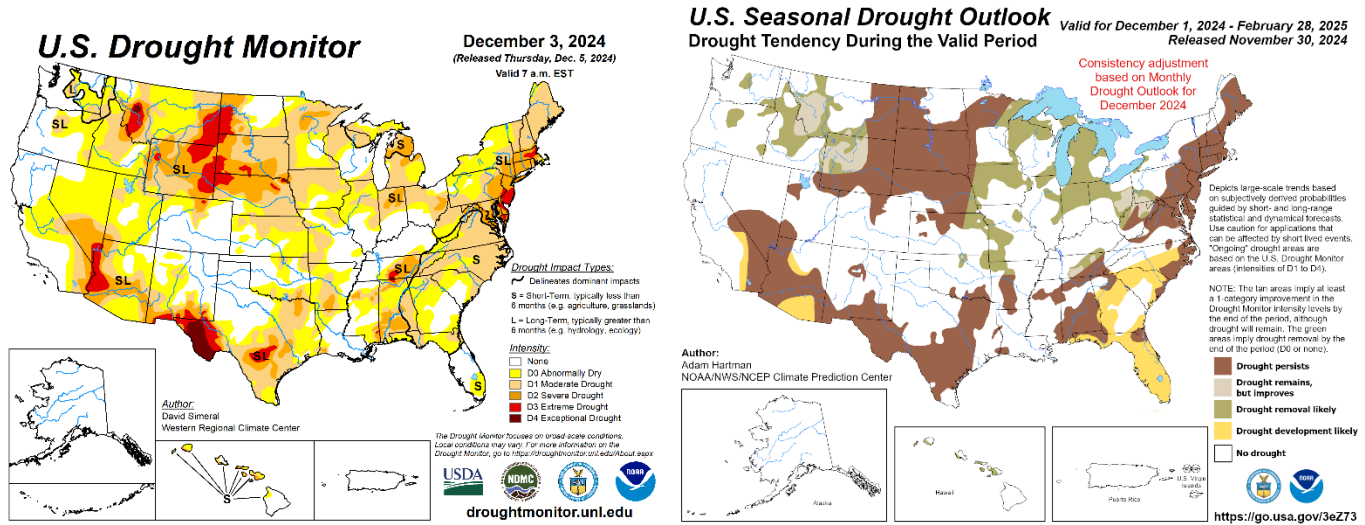 U.S. Drought Monitor
December 3, 2024
(Released Thursday, Dec. 5, 2024)
Valid 7 a.m. EST
L
SL
SL
S
SL
SL
SL
SL
S
S
SL
S
Drought Impact Types:
Delineates dominant impacts
S = Short-Term, typically less than
6 months (e.g. agriculture, grasslands)
L = Long-Term, typically greater than
6 months (e.g. hydrology, ecology)
Intensity:
None
D0 Abnormally Dry
D1 Moderate Drought
D2 Severe Drought
D3 Extreme Drought
D4 Exceptional Drought
Author:
David Simeral
Western Regional Climate Center
The Drought Monitor focuses on broad-scale conditions.
Local conditions may vary. For more information on the
Drought Monitor, go to https://droughtmonitor.unl.edu/About.aspx
USDA
NDMC
NOAA
droughtmonitor.unl.edu
U.S. Seasonal Drought Outlook
Drought Tendency During the Valid Period
Valid for December 1, 2024 - February 28, 2025
Released November 30, 2024
Consistency adjustment
based on Monthly
Drought Outlook for
December 2024
Depicts large-scale trends based
on subjectively derived probabilities
guided by short- and long-range
statistical and dynamical forecasts.
Use caution for applications that
can be affected by short lived events.
"Ongoing" drought areas are
based on the U.S. Drought Monitor
areas (intensities of D1 to D4).
NOTE: The tan areas imply at least
a 1-category improvement in the
Drought Monitor intensity levels by
the end of the period, although
drought will remain. The green
areas imply drought removal by the
end of the period (D0 or none).
Author:
Adam Hartman
NOAA/NWS/NCEP Climate Prediction Center
Drought persists
Drought remains,
but improves
Drought removal likely
Drought development likely
No drought
Alaska
Hawaii
Puerto Rico
U.S. Virgin
Islands
NOAA
https://go.usa.gov/3eZ73